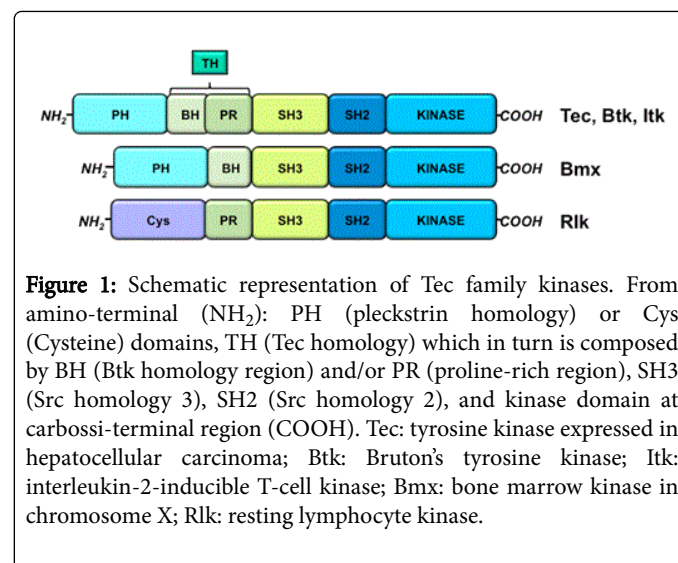 TH
NH2 PH BH PR SH3 SH2 KINASE COOH Tec, Btk, Itk
NH2 PH BH SH3 SH2 KINASE COOH Bmx
NH2 Cys PR SH3 SH2 KINASE COOH Rlk
Figure 1: Schematic representation of Tec family kinases. From
amino-terminal (NH2): PH (pleckstrin homology) or Cys
(Cysteine) domains, TH (Tec homology) which in turn is composed
by BH (Btk homology region) and/or PR (proline-rich region), SH3
(Src homology 3), SH2 (Src homology 2), and kinase domain at
carbossi-terminal region (COOH). Tec: tyrosine kinase expressed in
hepatocellular carcinoma; Btk: Bruton's tyrosine kinase; Itk:
interleukin-2-inducible T-cell kinase; Bmx: bone marrow kinase in
chromosome X; Rlk: resting lymphocyte kinase.